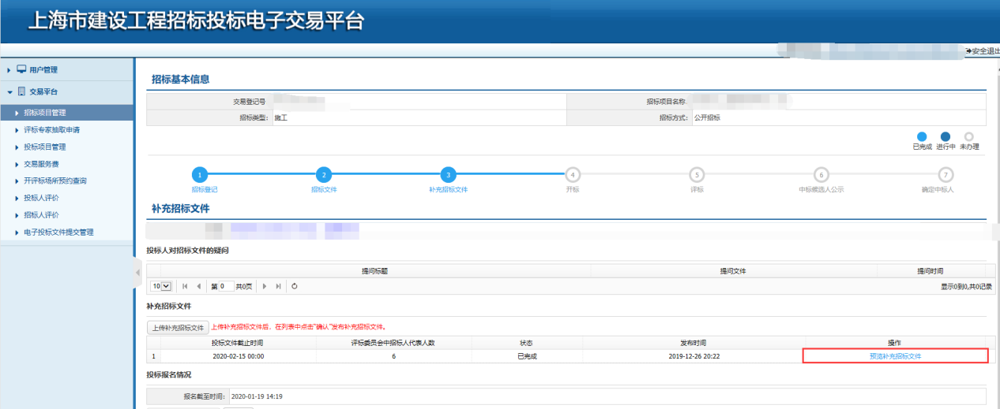 上海市建设工程招标投标电子交易平台
安全退出
用户管理
交易平台
招标项目管理
评标专家抽取申请
投标项目管理
交易服务费
开评标场所预约查询
投标人评价
招标人评价
电子投标文件提交管理
招标基本信息
交易登记号
招标项目名称
招标类型： 施工
招标方式： 公开招标
已完成 进行中 未办理
1 2 3 4 5 6 7
招标登记 招标文件 补充招标文件 开标 评标 中标候选人公示 确定中标人
补充招标文件
投标人对招标文件的疑问
提问标题 提问文件 提问时间
10 第 0 共0页 显示0到0,共0记录
补充招标文件
上传补充招标文件 上传补充招标文件后，在列表中点击"确认"发布补充招标文件。
投标文件截止时间 评标委员会中招标人代表人数 状态 发布时间 操作
1 2020-02-15 00:00 6 已完成 2019-12-26 20:22 预览补充招标文件
投标报名情况
报名截至时间： 2020-01-19 14:19